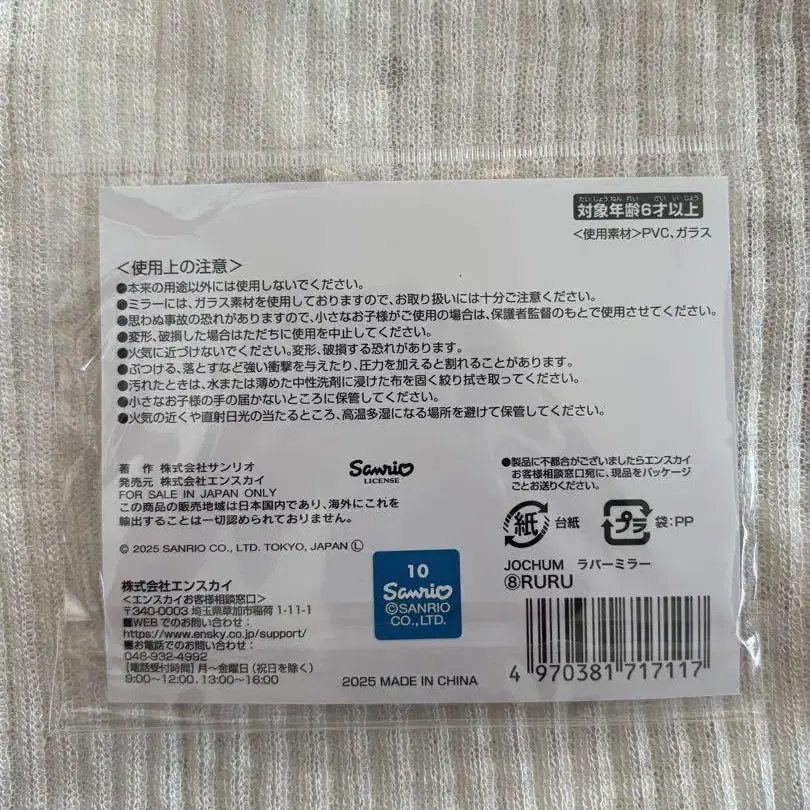 たいしょうねんれい さいいじょう
対象年齢6才以上
＜使用素材＞PVC、ガラス
＜使用上の注意＞
●本来の用途以外には使用しないでください。
●ミラーには、ガラス素材を使用しておりますので、お取り扱いには十分ご注意ください。
●思わぬ事故の恐れがありますので、小さなお子様がご使用の場合は、保護者監督のもとで使用させてください。
●変形、破損した場合はただちに使用を中止してください。
●火気に近づけないでください。変形、破損する恐れがあります。
●ぶつける、落とすなど強い衝撃を与えたり、圧力を加えると割れることがあります。
●汚れたときは、水または薄めた中性洗剤に浸けた布を固く絞り拭き取ってください。
●小さなお子様の手の届かないところに保管してください。
●火気の近くや直射日光の当たるところ、高温多湿になる場所を避けて保管してください。
著 作 株式会社サンリオ
発売元 株式会社エンスカイ
FOR SALE IN JAPAN ONLY
この商品の販売地域は日本国内であり、海外にこれを
輸出することは一切認められておりません。
© 2025 SANRIO CO., LTD. TOKYO, JAPAN Ⓛ
Sanrio
LICENSE
●製品に不都合がございましたらエンスカイ
お客様相談窓口宛に、現品をパッケージ
ごとお送りください。
紙 台紙
プラ 袋:PP
JOCHUM ラバーミラー
⑧RURU
株式会社エンスカイ
＜エンスカイお客様相談窓口＞
〒340-0003 埼玉県草加市稲荷 1-11-1
■WEBでのお問い合わせ:
https://www.ensky.co.jp/support/
■お電話でのお問い合わせ:
048-932-4992
【電話受付時間】月～金曜日(祝日を除く)
9:00～12:00、13:00～16:00
10
Sanrio
©SANRIO
CO.,LTD.
2025 MADE IN CHINA
4 970381 717117